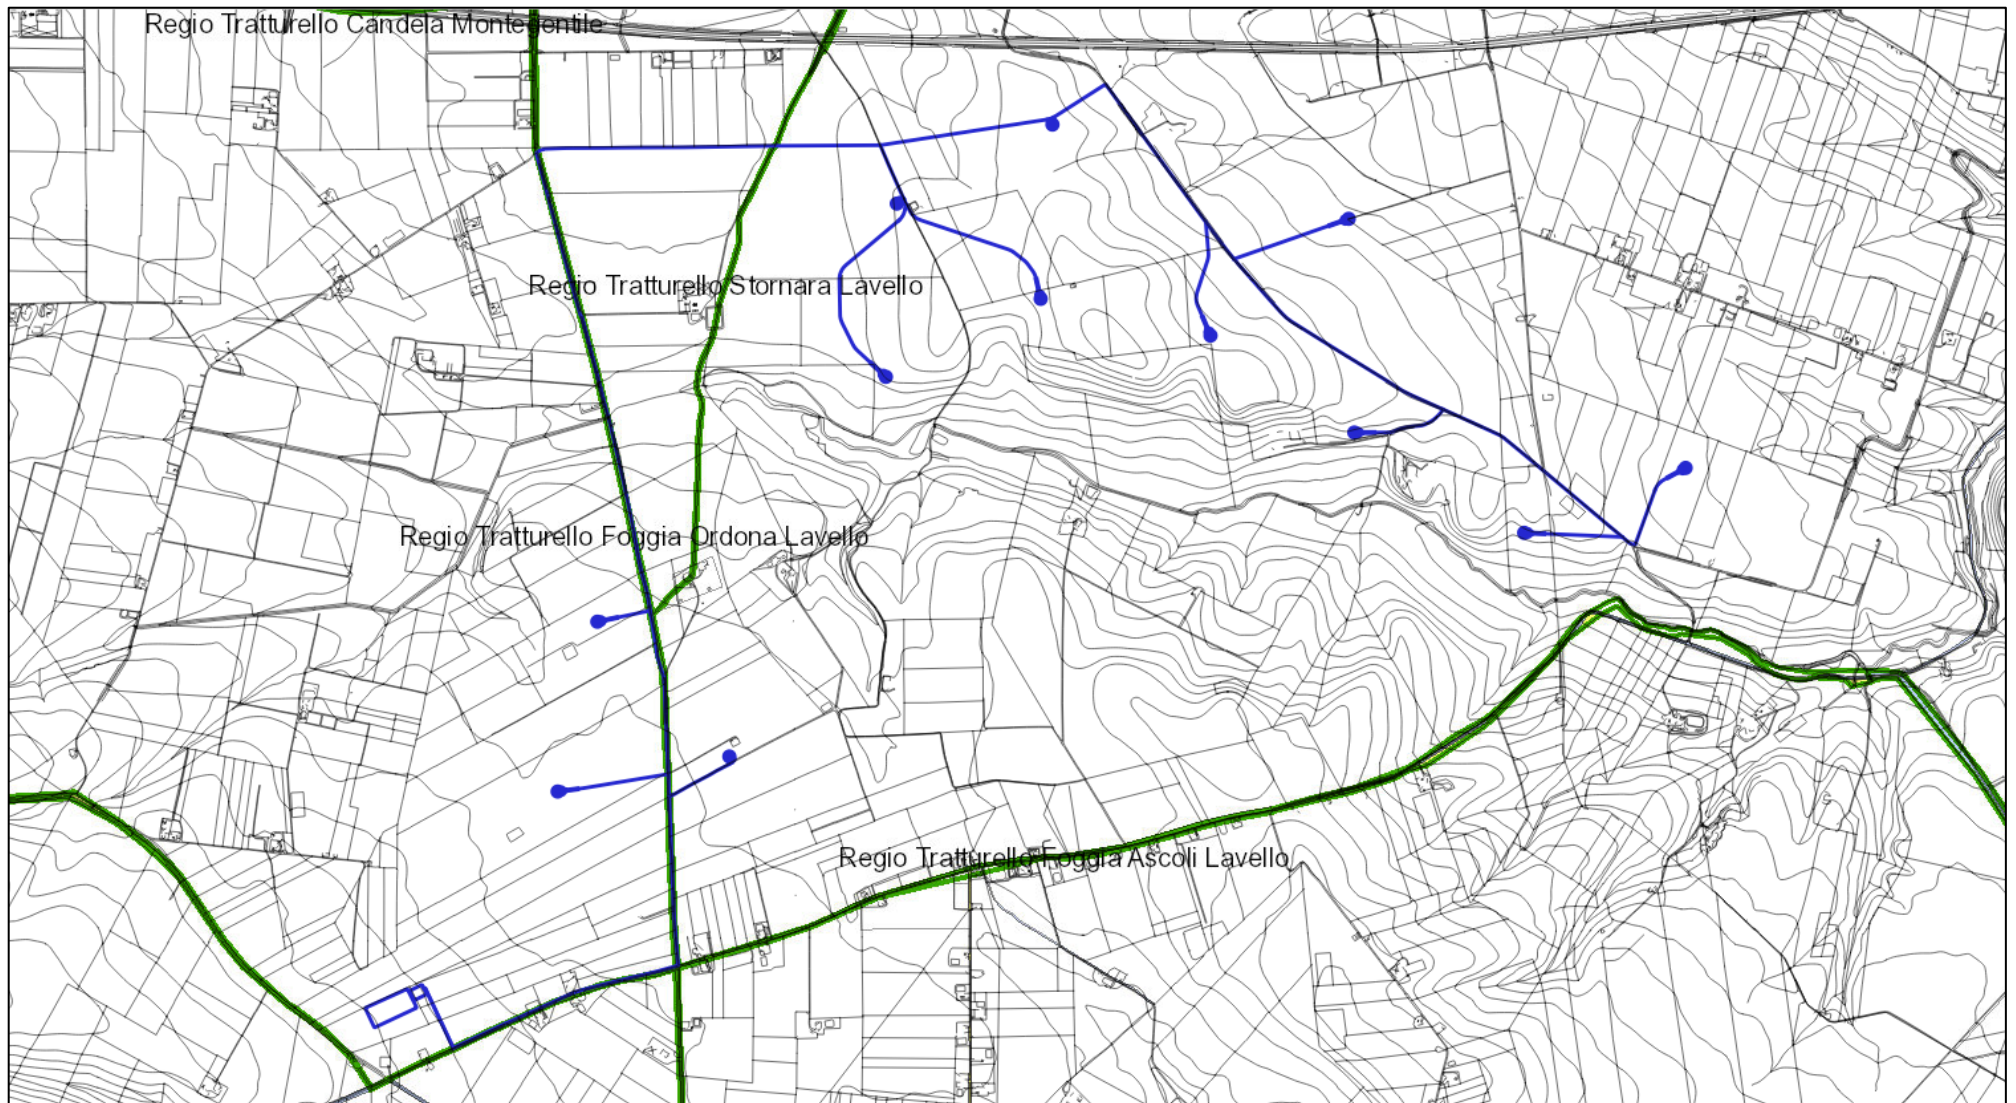 Regio Tratturello Candela Montegentile
Regio Tratturello Stornara Lavello
Regio Tratturello Foggia Ordona Lavello
Regio Tratturello Foggia Ascoli Lavello